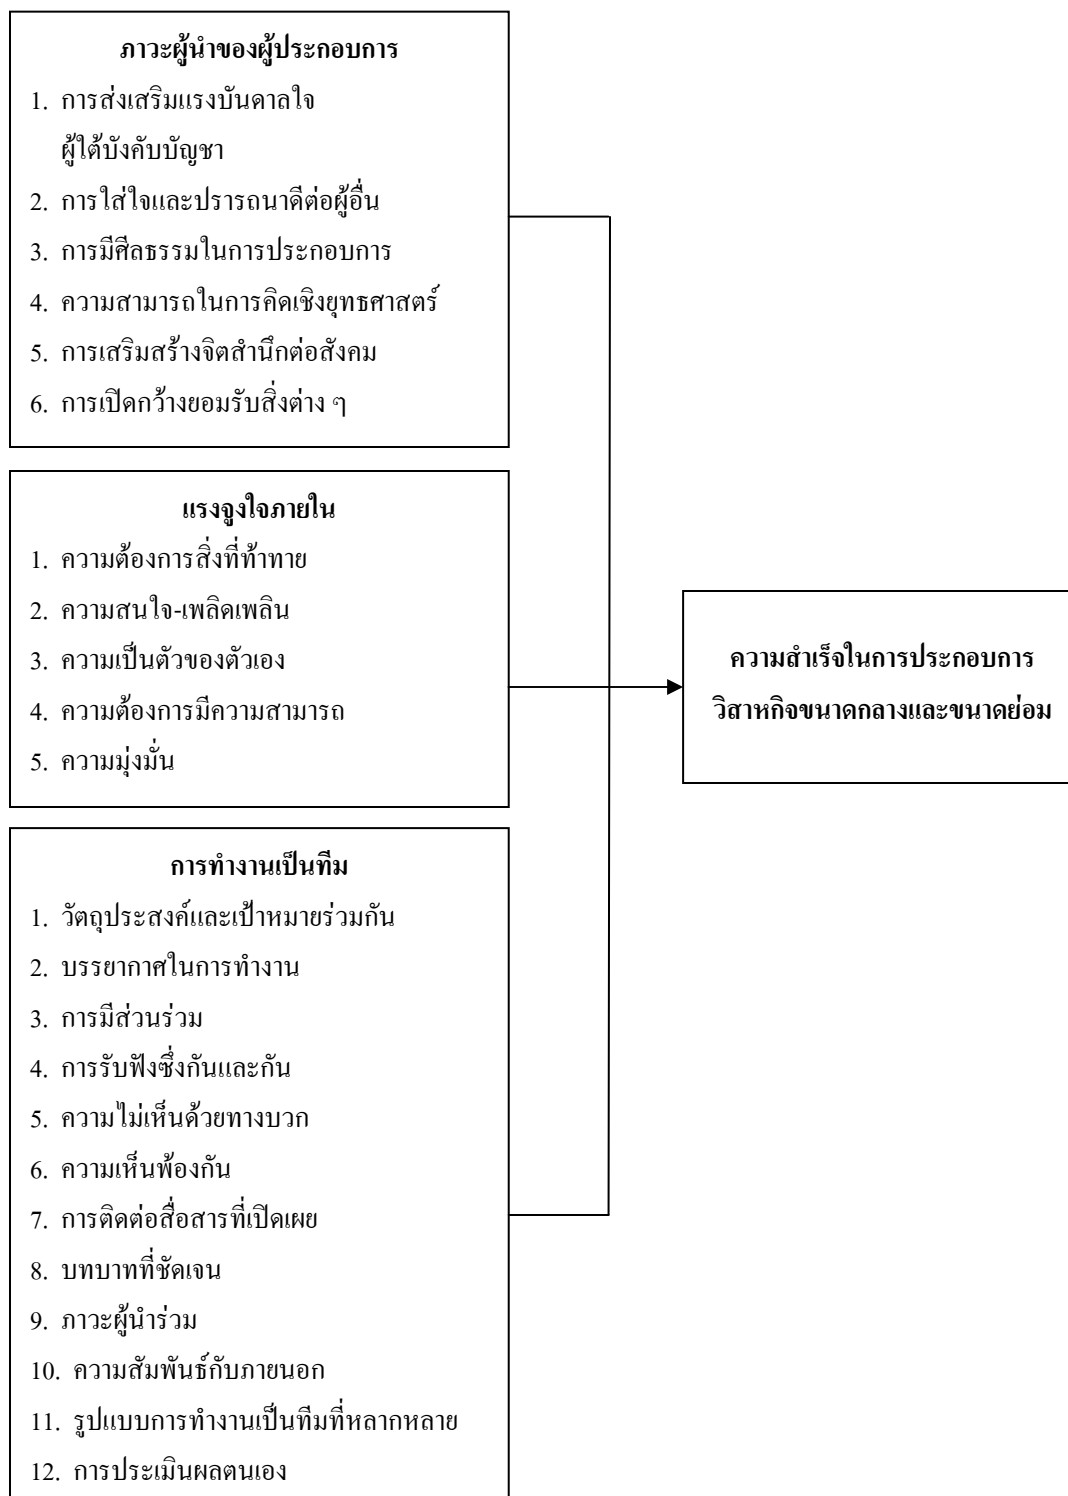 ภาวะผู้นำของผู้ประกอบการ
1. การส่งเสริมแรงบันดาลใจ
ผู้ใต้บังคับบัญชา
2. การใส่ใจและปรารถนาดีต่อผู้อื่น
3. การมีศีลธรรมในการประกอบการ
4. ความสามารถในการคิดเชิงยุทธศาสตร์
5. การเสริมสร้างจิตสำนึกต่อสังคม
6. การเปิดกว้างยอมรับสิ่งต่าง ๆ
แรงจูงใจภายใน
1. ความต้องการสิ่งที่ท้าทาย
2. ความสนใจ-เพลิดเพลิน
3. ความเป็นตัวของตัวเอง
4. ความต้องการมีความสามารถ
5. ความมุ่งมั่น
การทำงานเป็นทีม
1. วัตถุประสงค์และเป้าหมายร่วมกัน
2. บรรยากาศในการทำงาน
3. การมีส่วนร่วม
4. การรับฟังซึ่งกันและกัน
5. ความไม่เห็นด้วยทางบวก
6. ความเห็นพ้องกัน
7. การติดต่อสื่อสารที่เปิดเผย
8. บทบาทที่ชัดเจน
9. ภาวะผู้นำร่วม
10. ความสัมพันธ์กับภายนอก
11. รูปแบบการทำงานเป็นทีมที่หลากหลาย
12. การประเมินผลตนเอง
ความสำเร็จในการประกอบการ
วิสาหกิจขนาดกลางและขนาดย่อม